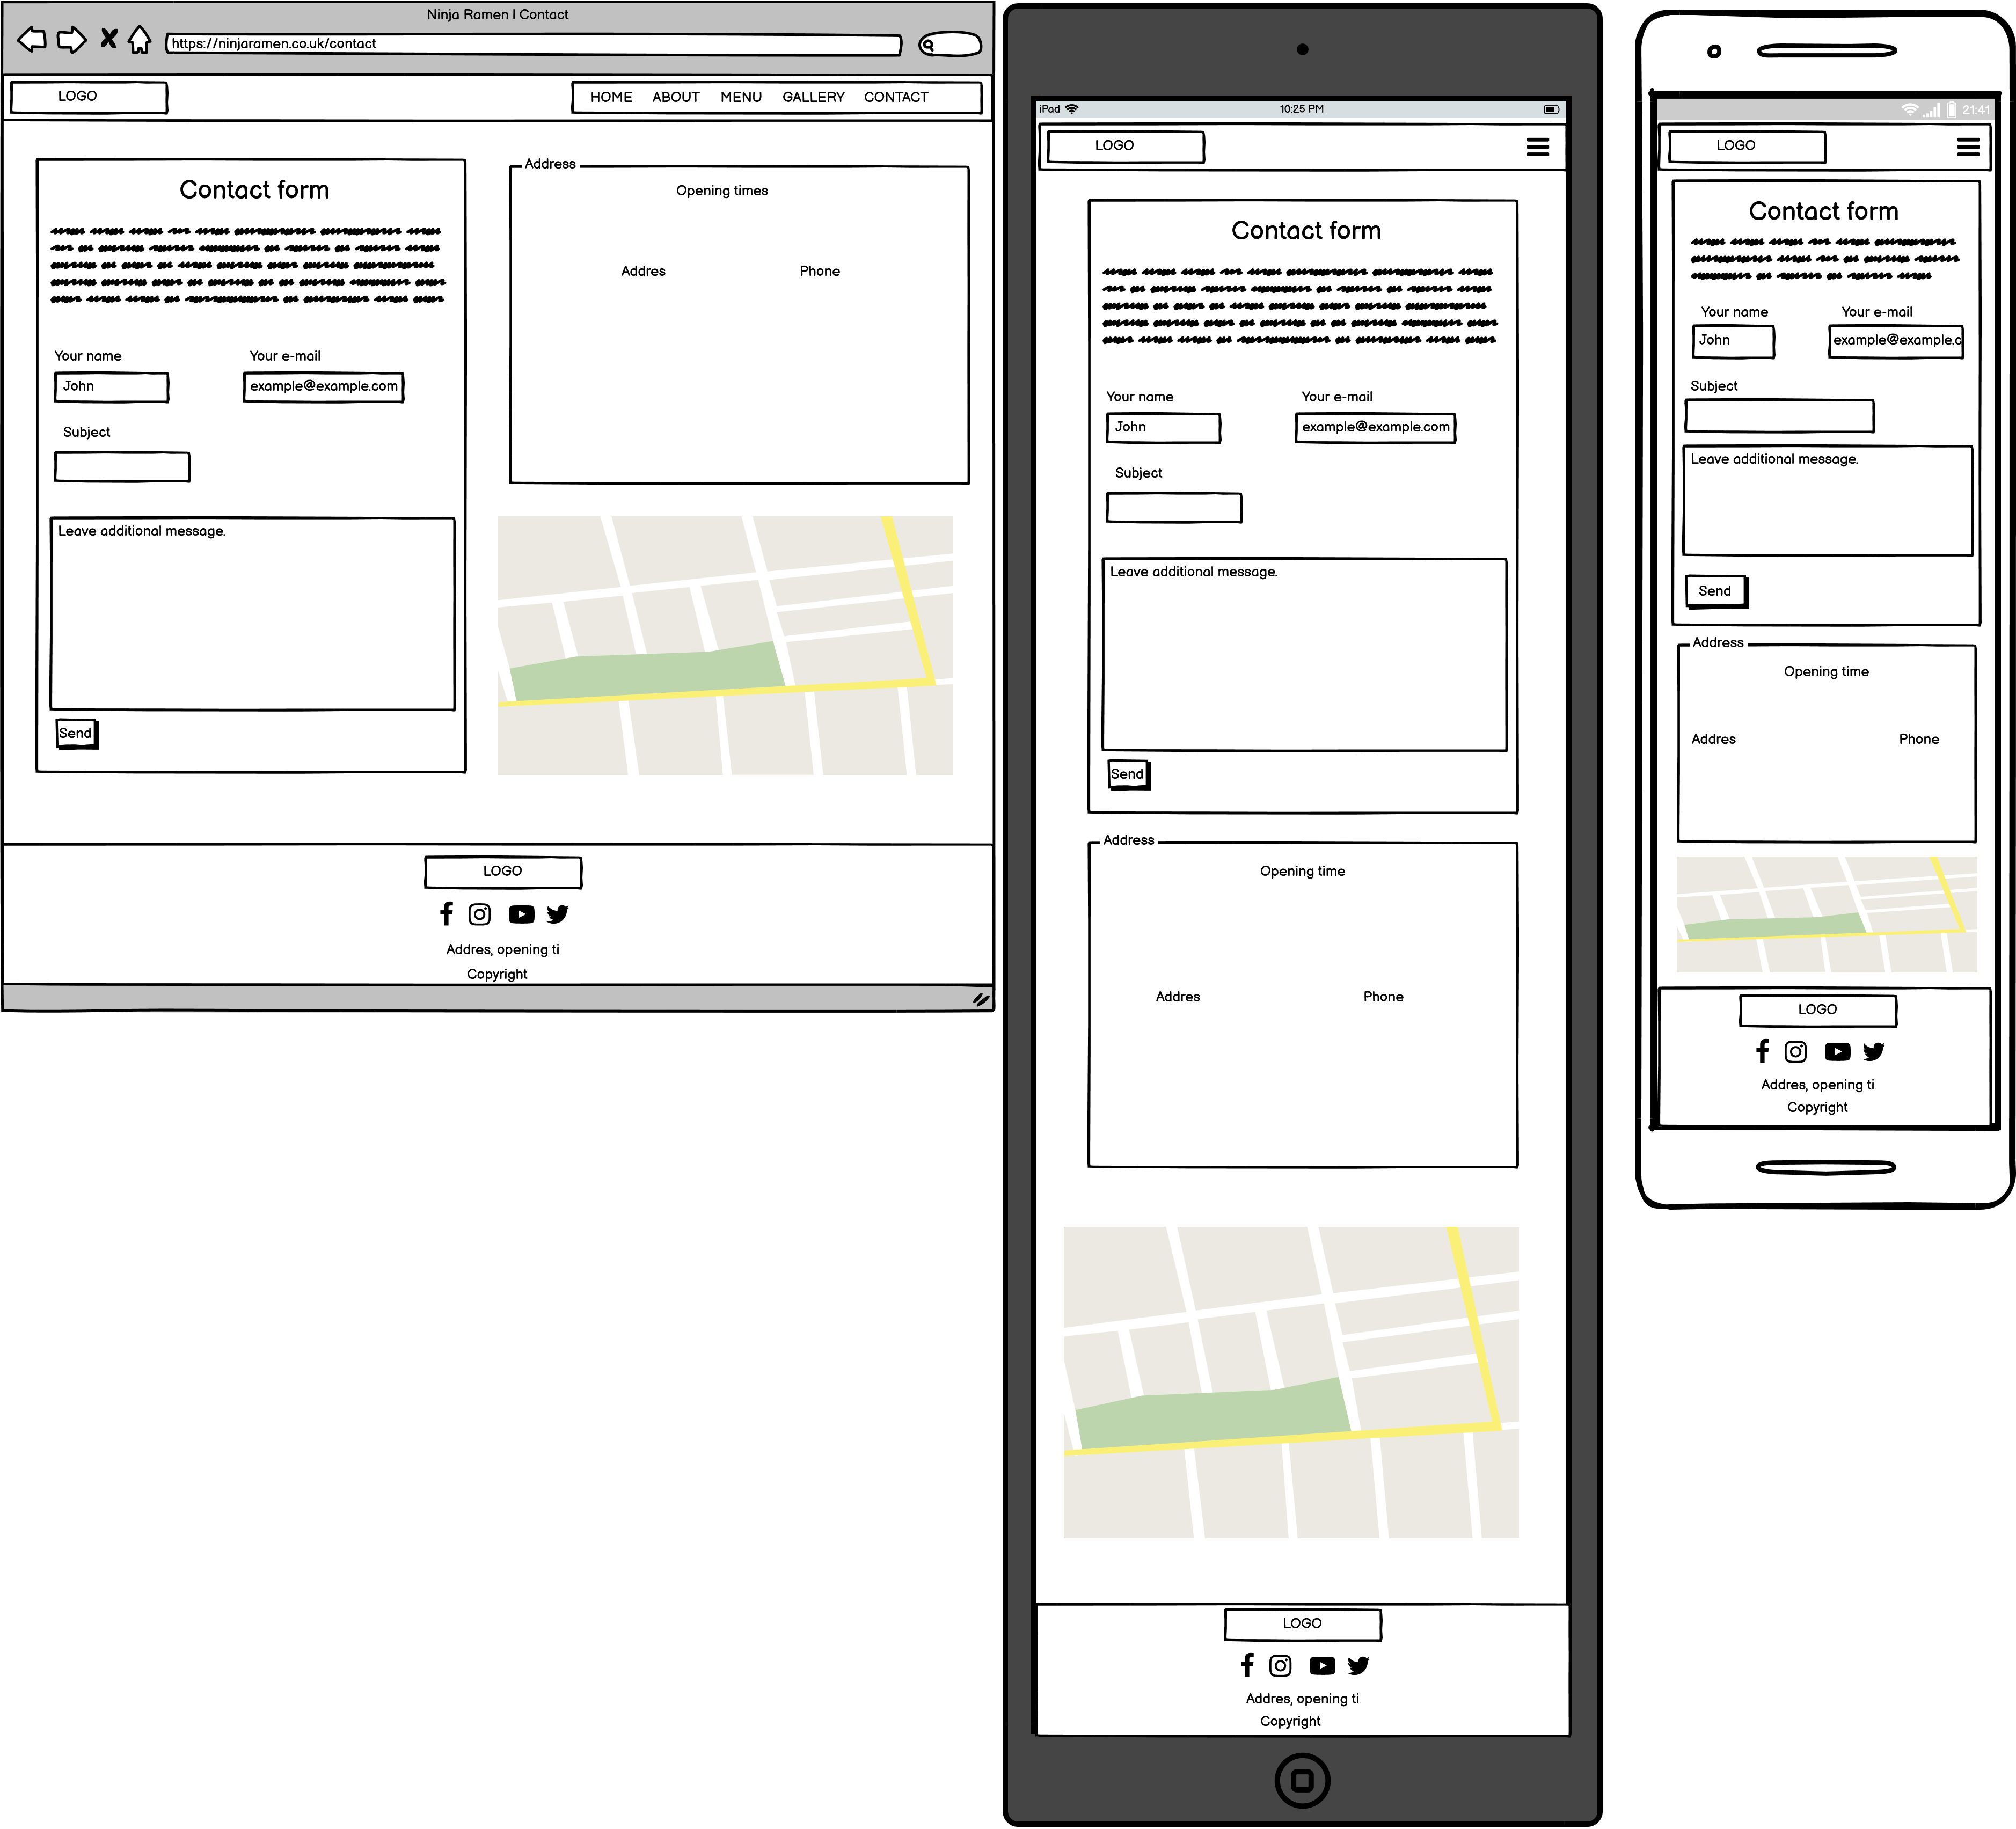 Ninja Ramen | Contact
https://ninjaramen.co.uk/contact
LOGO
HOME ABOUT MENU GALLERY CONTACT
Contact form
Your name Your e-mail
John example@example.com
Subject
Leave additional message.
Send
Address
Opening times
Addres Phone
LOGO
Addres, opening ti
Copyright
iPad 10:25 PM
LOGO
Contact form
Your name Your e-mail
John example@example.com
Subject
Leave additional message.
Send
Address
Opening time
Addres Phone
LOGO
Addres, opening ti
Copyright
21:41
LOGO
Contact form
Your name Your e-mail
John example@example.c
Subject
Leave additional message.
Send
Address
Opening time
Addres Phone
LOGO
Addres, opening ti
Copyright